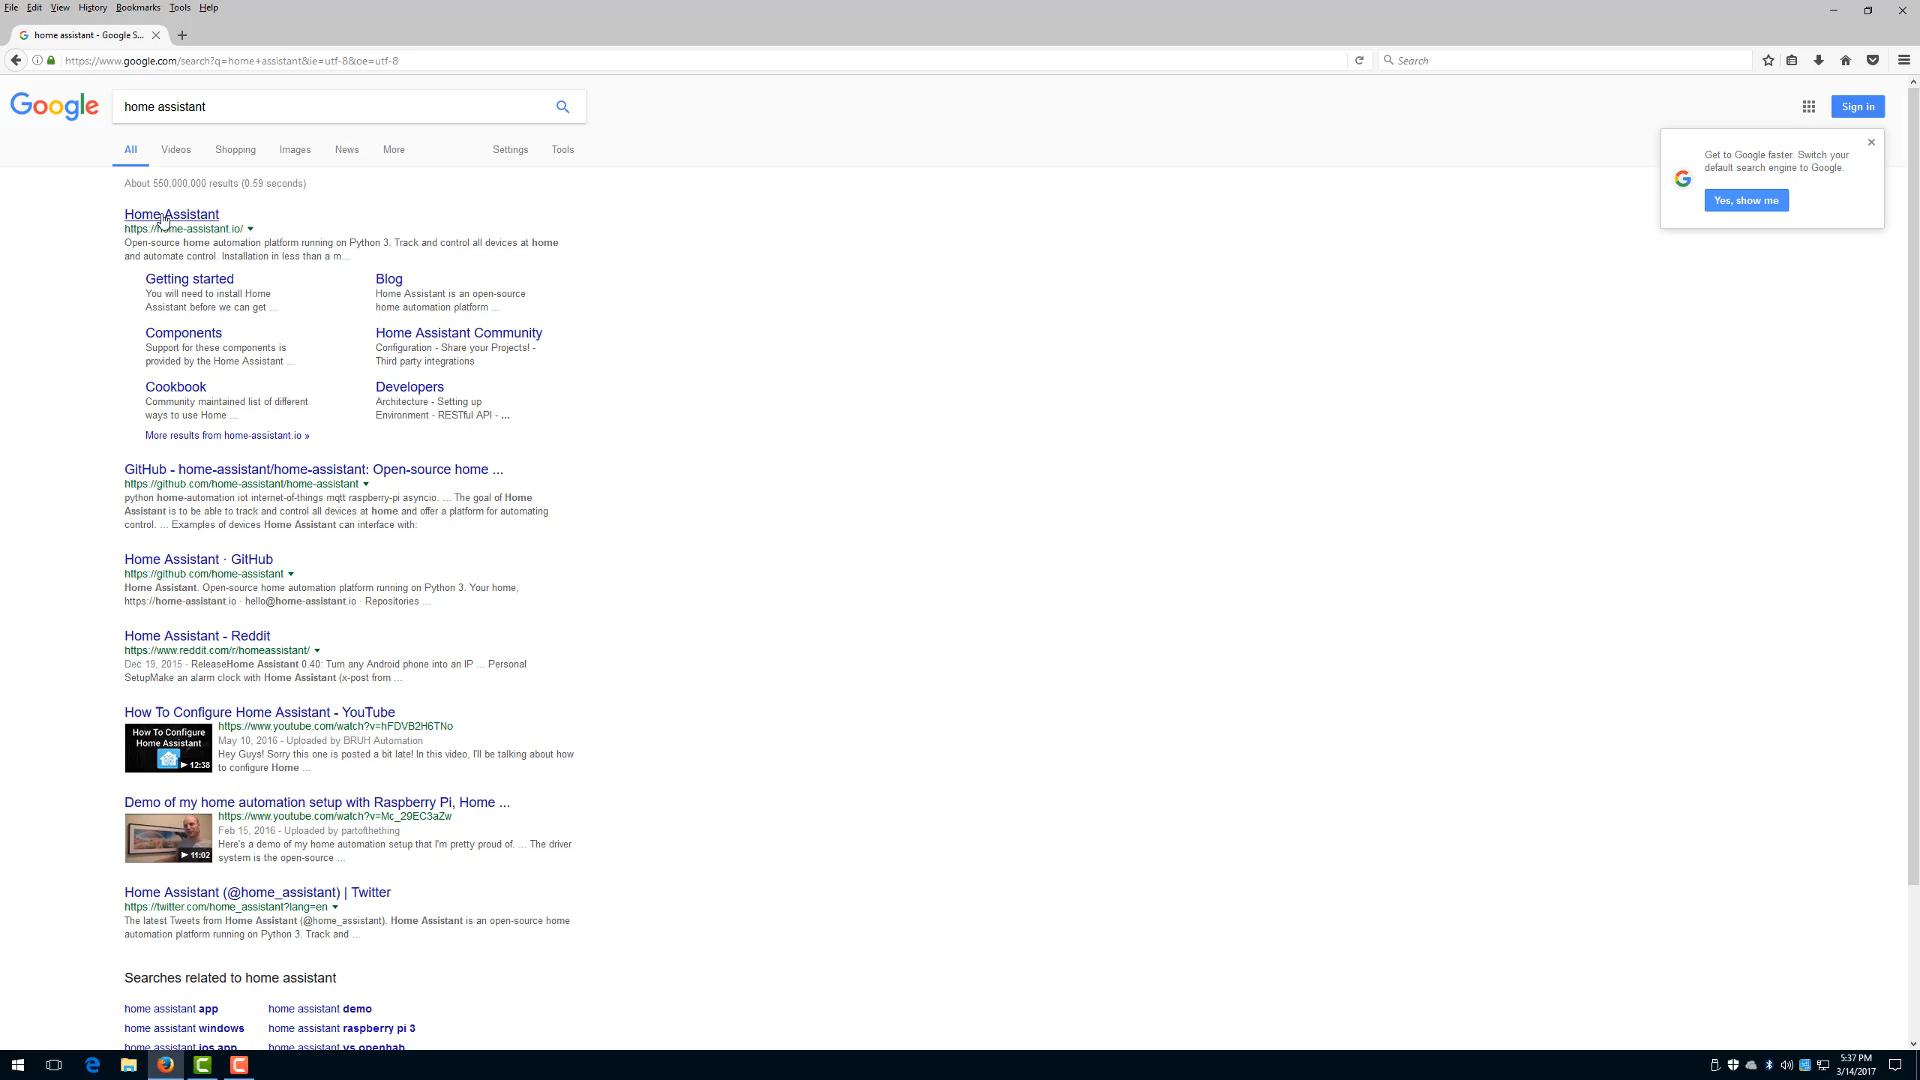 File Edit View History Bookmarks Tools Help
home assistant - Google S...
https://www.google.com/search?q=home+assistant&ie=utf-8&oe=utf-8
Search
Google
home assistant
Sign in
All Videos Shopping Images News More Settings Tools
Get to Google faster. Switch your
default search engine to Google.
Yes, show me
About 550,000,000 results (0.59 seconds)
Home Assistant
https://home-assistant.io/
Open-source home automation platform running on Python 3. Track and control all devices at home
and automate control. Installation in less than a m...
Getting started
You will need to install Home
Assistant before we can get ...
Blog
Home Assistant is an open-source
home automation platform ...
Components
Support for these components is
provided by the Home Assistant ...
Home Assistant Community
Configuration - Share your Projects! -
Third party integrations
Cookbook
Community maintained list of different
ways to use Home ...
Developers
Architecture - Setting up
Environment - RESTful API - ...
More results from home-assistant.io »
GitHub - home-assistant/home-assistant: Open-source home ...
https://github.com/home-assistant/home-assistant
python home-automation iot internet-of-things mqtt raspberry-pi asyncio. ... The goal of Home
Assistant is to be able to track and control all devices at home and offer a platform for automating
control. ... Examples of devices Home Assistant can interface with:
Home Assistant · GitHub
https://github.com/home-assistant
Home Assistant. Open-source home automation platform running on Python 3. Your home;
https://home-assistant.io · hello@home-assistant.io · Repositories ...
Home Assistant - Reddit
https://www.reddit.com/r/homeassistant/
Dec 19, 2015 - ReleaseHome Assistant 0.40: Turn any Android phone into an IP ... Personal
SetupMake an alarm clock with Home Assistant (x-post from ...
How To Configure Home Assistant - YouTube
How To Configure
Home Assistant
12:38
https://www.youtube.com/watch?v=hFDVB2H6TNo
May 10, 2016 - Uploaded by BRUH Automation
Hey Guys! Sorry this one is posted a bit late! In this video, I'll be talking about how
to configure Home ...
Demo of my home automation setup with Raspberry Pi, Home ...
11:02
https://www.youtube.com/watch?v=Mc_29EC3aZw
Feb 15, 2016 - Uploaded by partofthething
Here's a demo of my home automation setup that I'm pretty proud of. ... The driver
system is the open-source ...
Home Assistant (@home_assistant) | Twitter
https://twitter.com/home_assistant?lang=en
The latest Tweets from Home Assistant (@home_assistant). Home Assistant is an open-source home
automation platform running on Python 3. Track and ...
Searches related to home assistant
home assistant app
home assistant demo
home assistant windows
home assistant raspberry pi 3
home assistant ios app
home assistant vs openhab
5:37 PM
3/14/2017